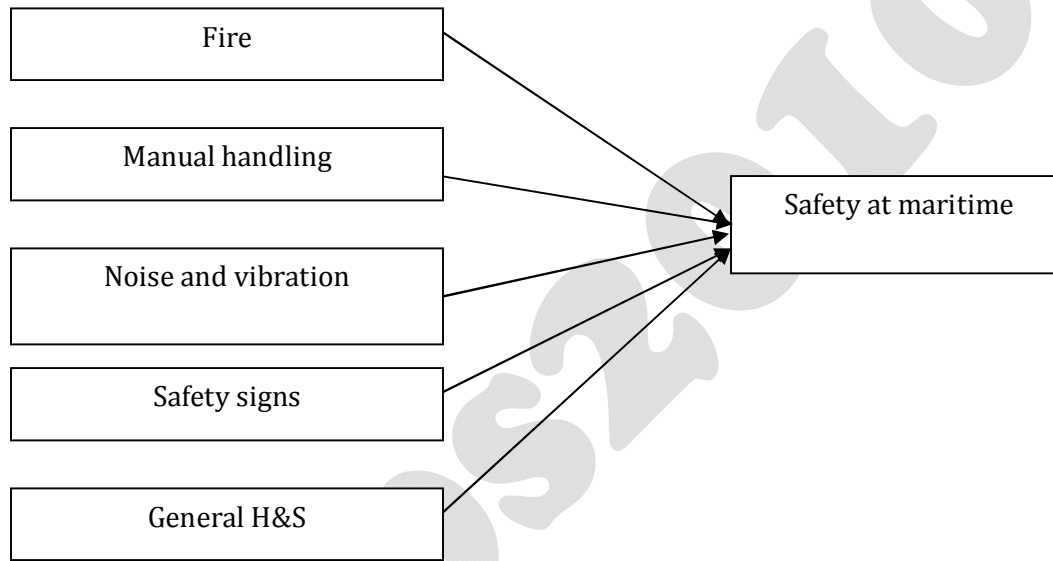 Fire
Manual handling
Safety at maritime
Noise and vibration
Safety signs
General H&S